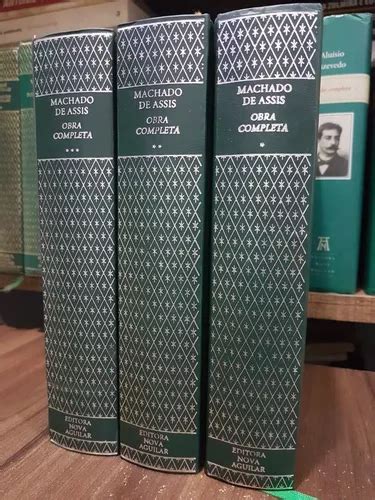 MACHADO
DE ASSIS
OBRA
COMPLETA
***
EDITORA
NOVA
AGUILAR
MACHADO
DE ASSIS
OBRA
COMPLETA
**
EDITORA
NOVA
AGUILAR
MACHADO
DE ASSIS
OBRA
COMPLETA
*
EDITORA
NOVA
AGUILAR
Aluísio